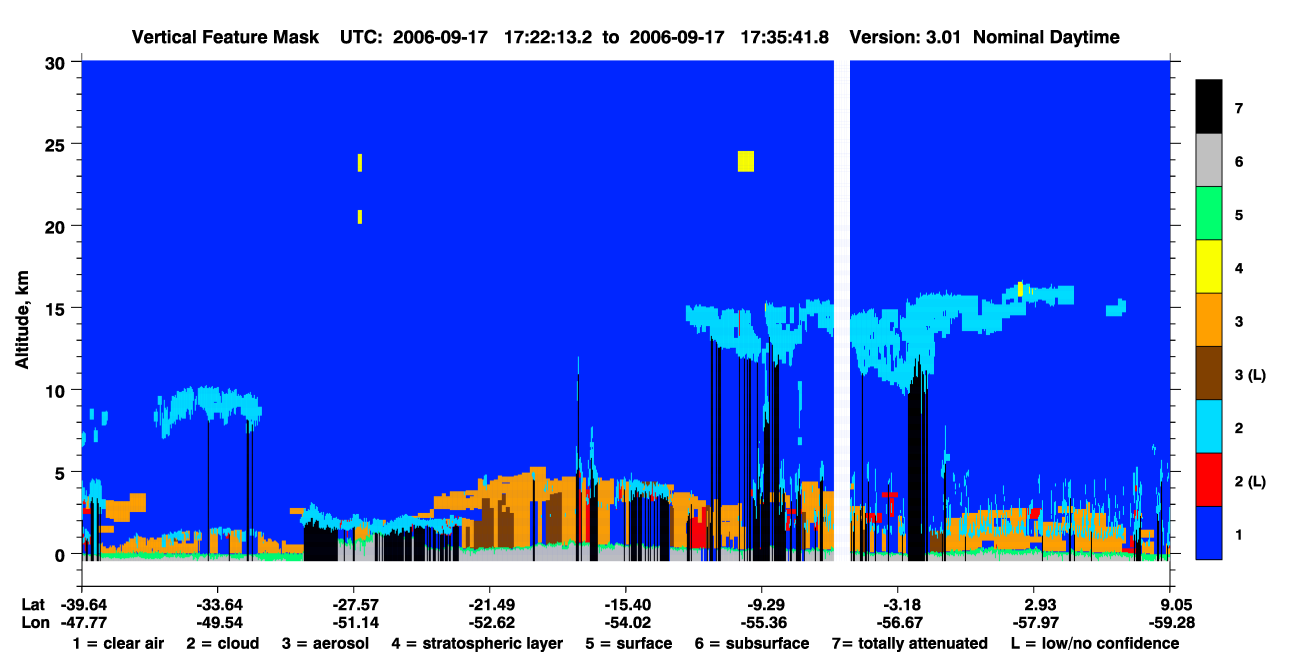 Vertical Feature Mask UTC: 2006-09-17 17:22:13.2 to 2006-09-17 17:35:41.8 Version: 3.01 Nominal Daytime
30
25
20
15
10
5
0
Altitude, km
7
6
5
4
3
3 (L)
2
2 (L)
1
Lat -39.64 -33.64 -27.57 -21.49 -15.40 -9.29 -3.18 2.93 9.05
Lon -47.77 -49.54 -51.14 -52.62 -54.02 -55.36 -56.67 -57.97 -59.28
1 = clear air 2 = cloud 3 = aerosol 4 = stratospheric layer 5 = surface 6 = subsurface 7= totally attenuated L = low/no confidence